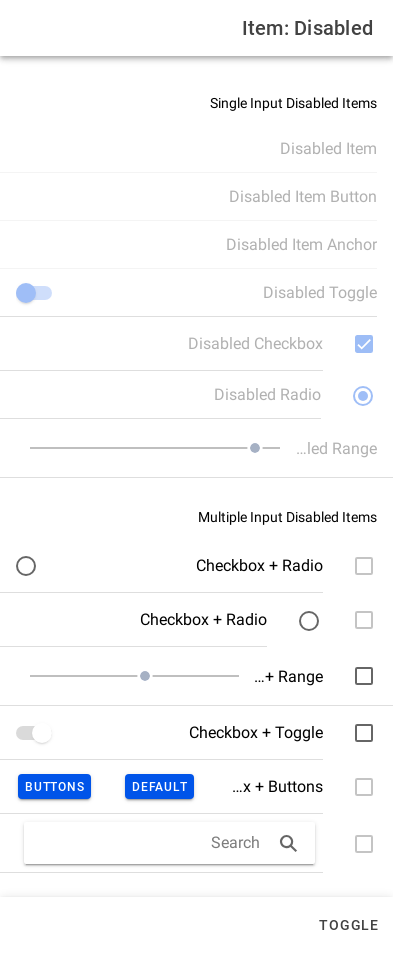 Item: Disabled
Single Input Disabled Items
Disabled Item
Disabled Item Button
Disabled Item Anchor
Disabled Toggle
Disabled Checkbox
Disabled Radio
...led Range
Multiple Input Disabled Items
Checkbox + Radio
Checkbox + Radio
...+ Range
Checkbox + Toggle
...x + Buttons DEFAULT BUTTONS
Search
TOGGLE